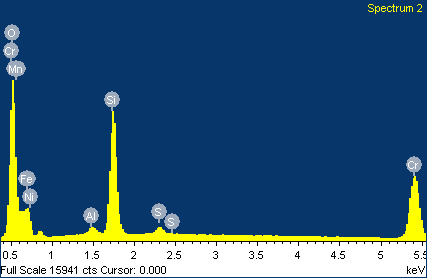 Spectrum 2
O
Cr
Mn
Si
Cr
Fe
Ni
Al
S
S
0.5 1 1.5 2 2.5 3 3.5 4 4.5 5 5.5
Full Scale 15941 cts Cursor: 0.000 keV